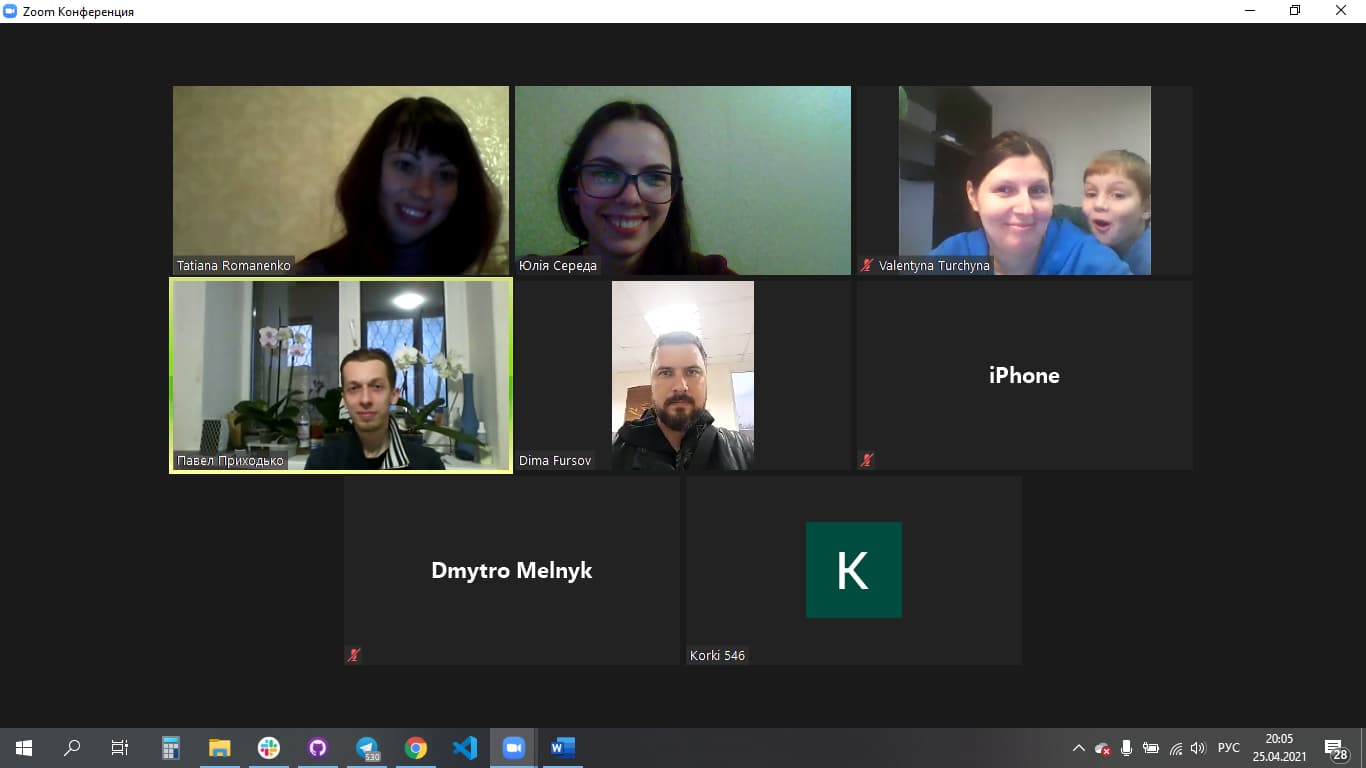 Zoom Конференция
Tatiana Romanenko
Юлія Середа
Valentyna Turchyna
Павел Приходько
Dima Fursov
iPhone
Dmytro Melnyk
K
Korki 546
530
W
РУС
20:05
25.04.2021
28